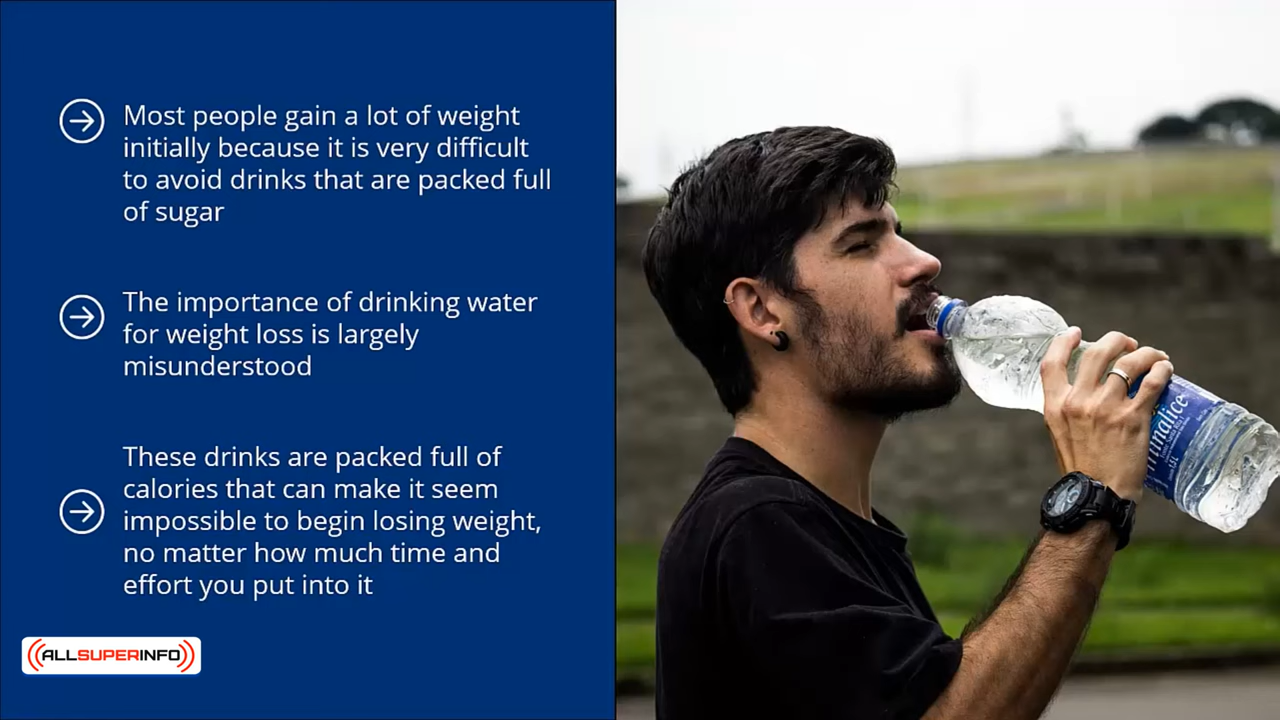 Most people gain a lot of weight
initially because it is very difficult
to avoid drinks that are packed full
of sugar
The importance of drinking water
for weight loss is largely
misunderstood
These drinks are packed full of
calories that can make it seem
impossible to begin losing weight,
no matter how much time and
effort you put into it
ALLSUPERINFO